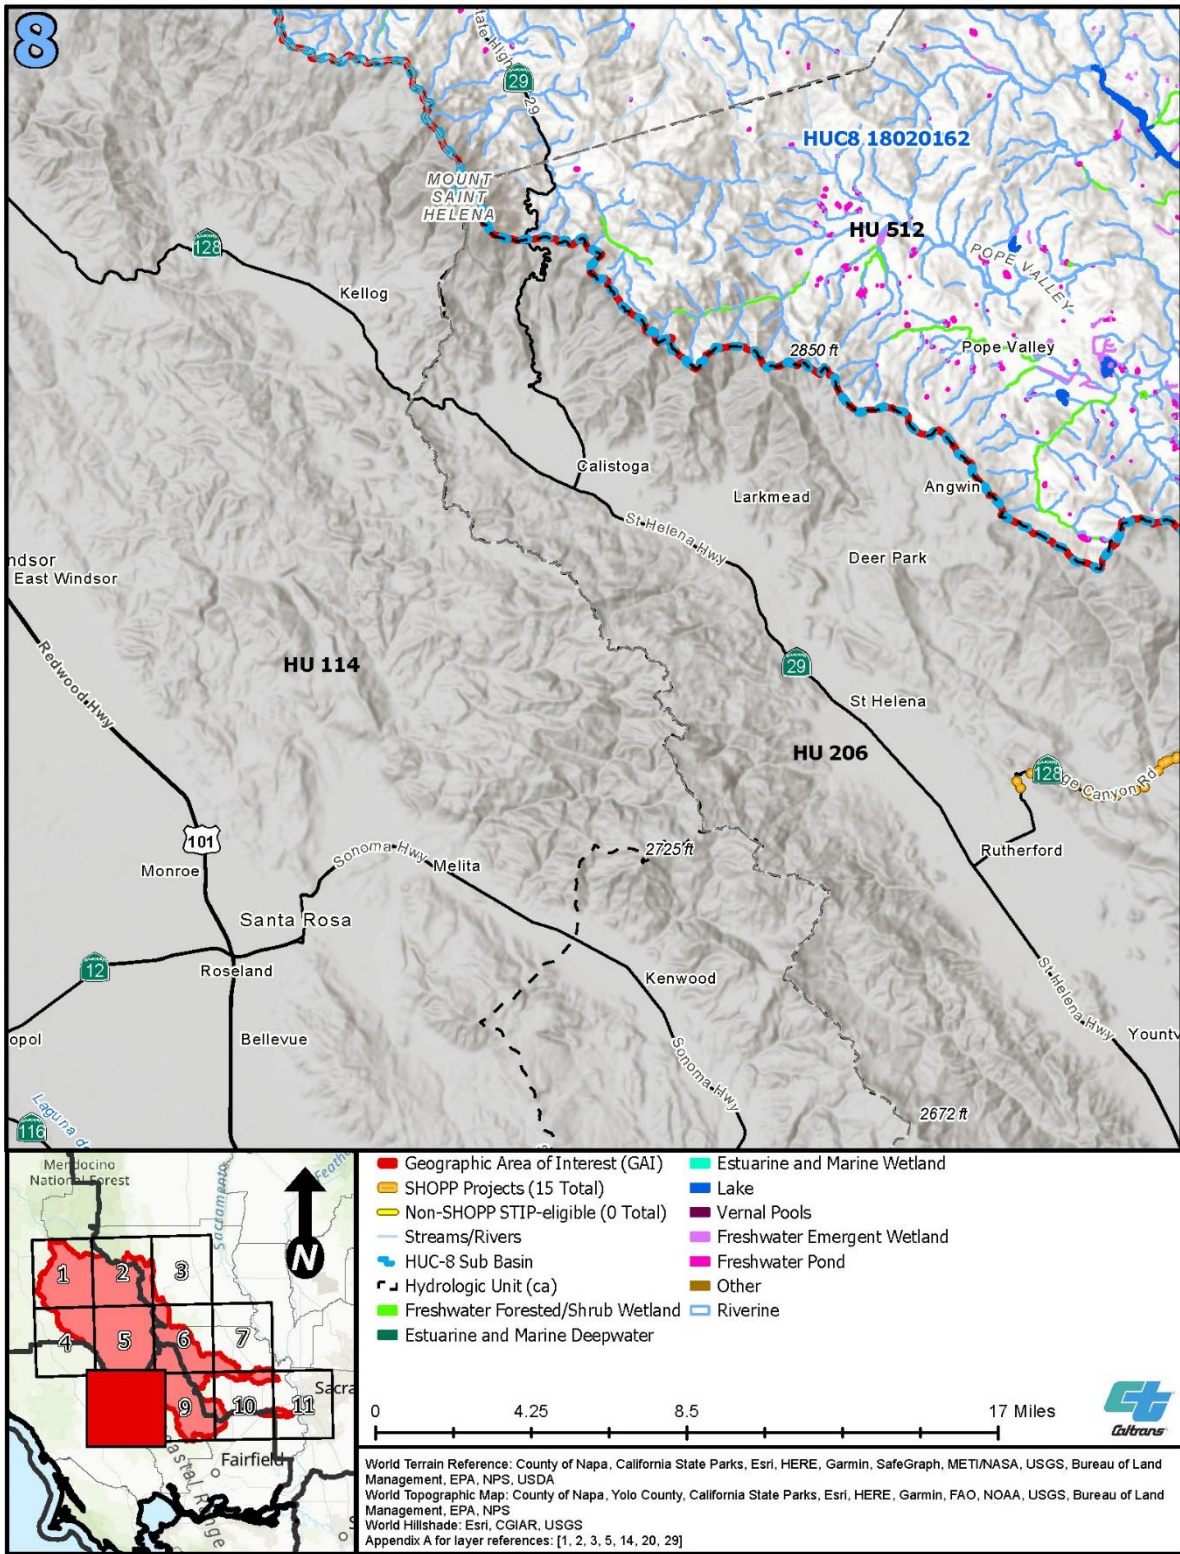 8
State High 29
29
HUC8 18020162
MOUNT
SAINT
HELENA
HU 512
POPE VALLEY
128
Kellog
2850 ft
Pope Valley
Calistoga
Larkmead
Angwin
St Helena Hwy
ndsor
East Windsor
Deer Park
Redwood Hwy
HU 114
29
St Helena
HU 206
128
ge Canyon Rd
101
Sonoma Hwy
Melita
2725 ft
Rutherford
Monroe
Santa Rosa
12
Roseland
Kenwood
St Helena Hwy
opol
Bellevue
Sonoma Hwy
Yountv
116
Laguna de
2672 ft
Mendocino
National Forest
Sacramento
Feath
1
2
3
4
5
6
7
9
10
11
Sacra
Fairfield
oastal Range
S
N
Geographic Area of Interest (GAI)
SHOPP Projects (15 Total)
Non-SHOPP STIP-eligible (0 Total)
Streams/Rivers
HUC-8 Sub Basin
Hydrologic Unit (ca)
Freshwater Forested/Shrub Wetland
Estuarine and Marine Deepwater
Estuarine and Marine Wetland
Lake
Vernal Pools
Freshwater Emergent Wetland
Freshwater Pond
Other
Riverine
0 4.25 8.5 17 Miles
ct
Caltrans
World Terrain Reference: County of Napa, California State Parks, Esri, HERE, Garmin, SafeGraph, METI/NASA, USGS, Bureau of Land
Management, EPA, NPS, USDA
World Topographic Map: County of Napa, Yolo County, California State Parks, Esri, HERE, Garmin, FAO, NOAA, USGS, Bureau of Land
Management, EPA, NPS
World Hillshade: Esri, CGIAR, USGS
Appendix A for layer references: [1, 2, 3, 5, 14, 20, 29]